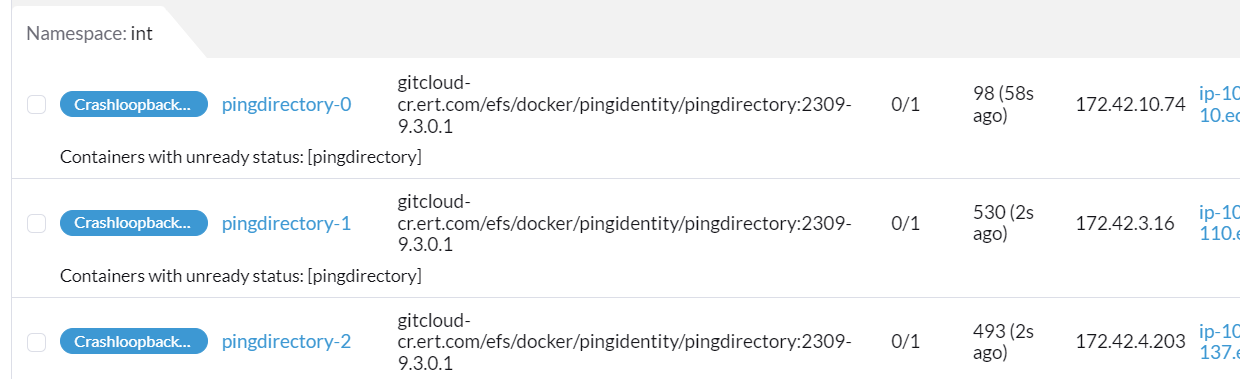 Namespace: int
gitcloud-
Crashloopback... pingdirectory-0 cr.ert.com/efs/docker/pingidentity/pingdirectory:2309- 0/1 98 (58s 172.42.10.74 ip-10
9.3.0.1 ago) 10.ec
Containers with unready status: [pingdirectory]
gitcloud-
Crashloopback... pingdirectory-1 cr.ert.com/efs/docker/pingidentity/pingdirectory:2309- 0/1 530 (2s 172.42.3.16 ip-10
9.3.0.1 ago) 110.e
Containers with unready status: [pingdirectory]
gitcloud-
Crashloopback... pingdirectory-2 cr.ert.com/efs/docker/pingidentity/pingdirectory:2309- 0/1 493 (2s 172.42.4.203 ip-10
9.3.0.1 ago) 137.e